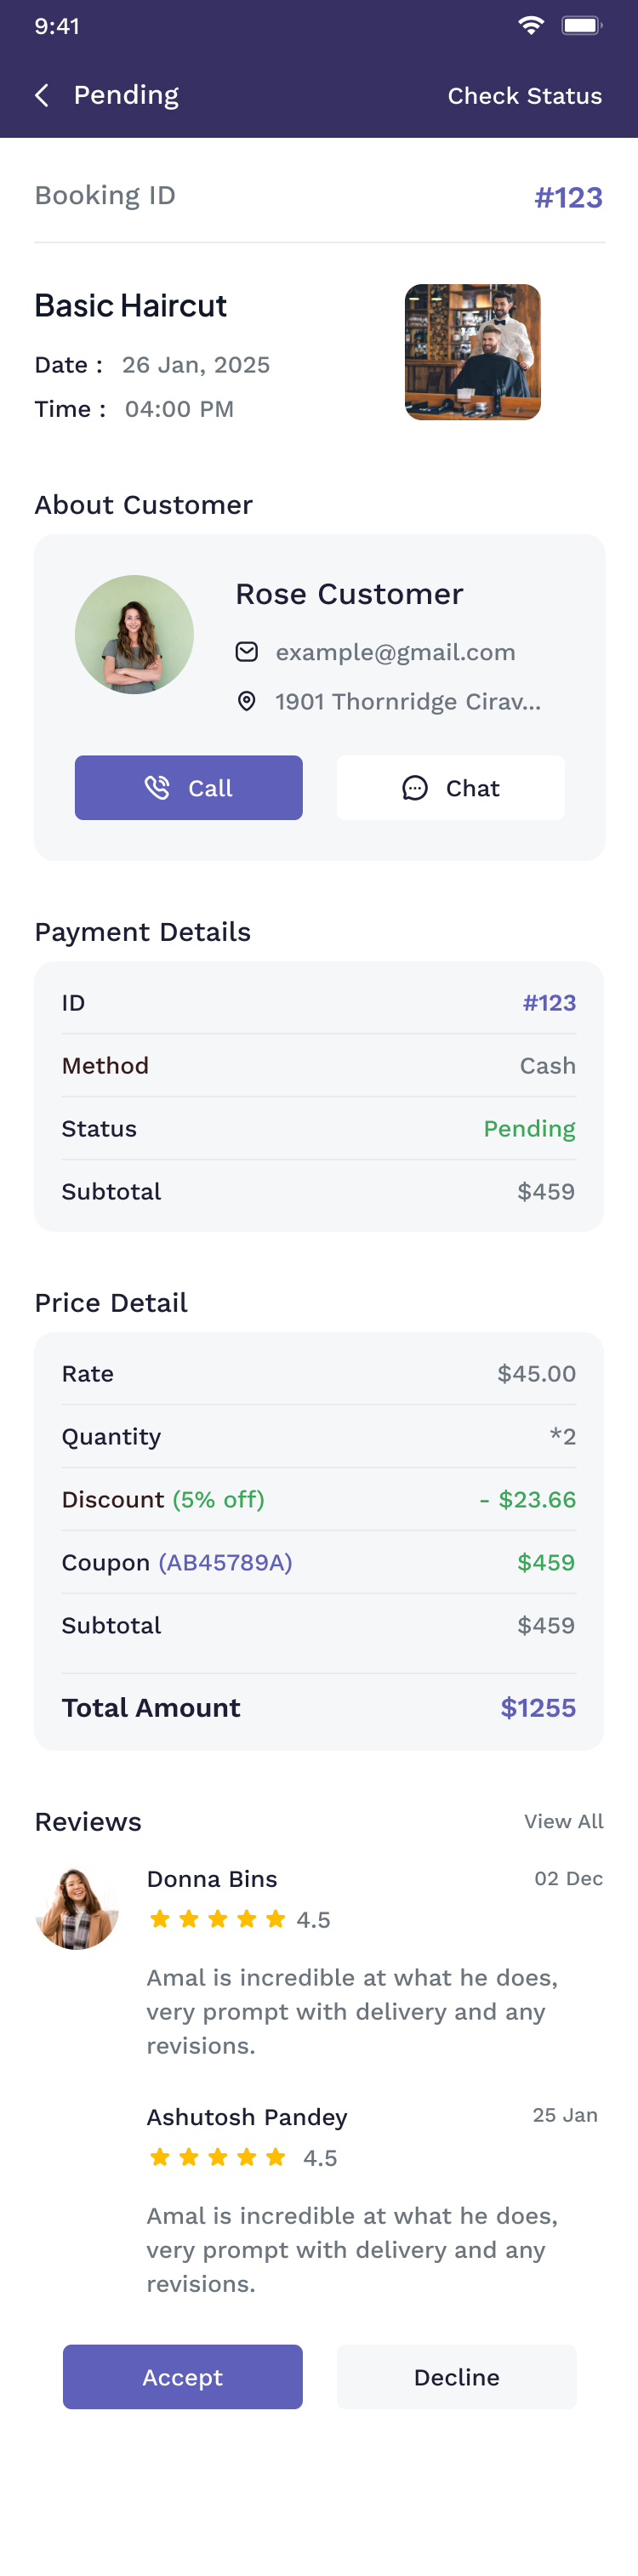 9:41
Pending
Check Status
Booking ID
#123
Basic Haircut
Date : 26 Jan, 2025
Time : 04:00 PM
About Customer
Rose Customer
example@gmail.com
1901 Thornridge Cirav...
Call
Chat
Payment Details
ID #123
Method Cash
Status Pending
Subtotal $459
Price Detail
Rate $45.00
Quantity *2
Discount (5% off) - $23.66
Coupon (AB45789A) $459
Subtotal $459
Total Amount $1255
Reviews View All
Donna Bins 02 Dec
4.5
Amal is incredible at what he does,
very prompt with delivery and any
revisions.
Ashutosh Pandey 25 Jan
4.5
Amal is incredible at what he does,
very prompt with delivery and any
revisions.
Accept
Decline